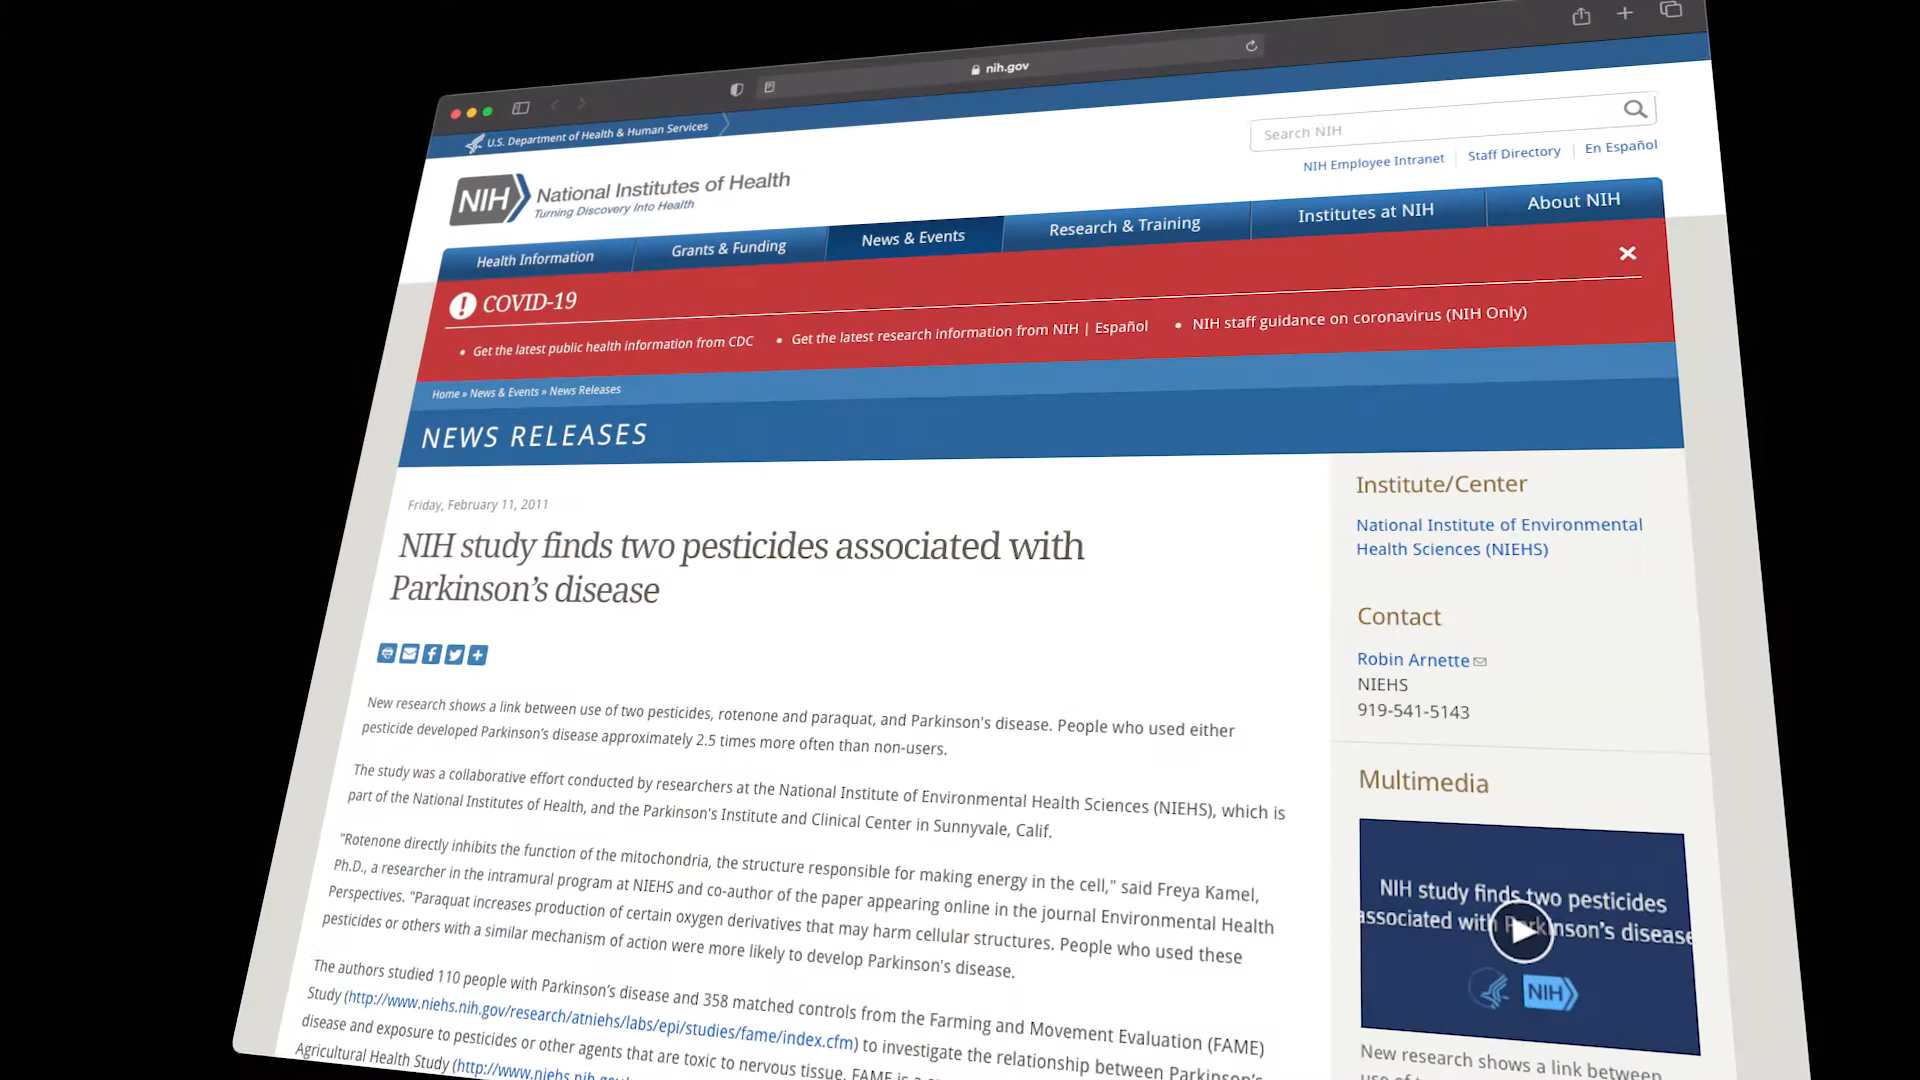 nih.gov
U.S. Department of Health & Human Services
Search NIH
NIH Employee Intranet
Staff Directory
En Español
NIH National Institutes of Health
Turning Discovery Into Health
Health Information
Grants & Funding
News & Events
Research & Training
Institutes at NIH
About NIH
COVID-19
• Get the latest public health information from CDC
• Get the latest research information from NIH | Español
• NIH staff guidance on coronavirus (NIH Only)
Home » News & Events » News Releases
NEWS RELEASES
Friday, February 11, 2011
NIH study finds two pesticides associated with
Parkinson’s disease
New research shows a link between use of two pesticides, rotenone and paraquat, and Parkinson's disease. People who used either
pesticide developed Parkinson’s disease approximately 2.5 times more often than non-users.
The study was a collaborative effort conducted by researchers at the National Institute of Environmental Health Sciences (NIEHS), which is
part of the National Institutes of Health, and the Parkinson's Institute and Clinical Center in Sunnyvale, Calif.
"Rotenone directly inhibits the function of the mitochondria, the structure responsible for making energy in the cell," said Freya Kamel,
Ph.D., a researcher in the intramural program at NIEHS and co-author of the paper appearing online in the journal Environmental Health
Perspectives. "Paraquat increases production of certain oxygen derivatives that may harm cellular structures. People who used these
pesticides or others with a similar mechanism of action were more likely to develop Parkinson's disease.
The authors studied 110 people with Parkinson’s disease and 358 matched controls from the Farming and Movement Evaluation (FAME)
Study (http://www.niehs.nih.gov/research/atniehs/labs/epi/studies/fame/index.cfm) to investigate the relationship between Parkinson’s
disease and exposure to pesticides or other agents that are toxic to nervous tissue. FAME is a
Agricultural Health Study (http://www.niehs.nih.gov/
Institute/Center
National Institute of Environmental
Health Sciences (NIEHS)
Contact
Robin Arnette
NIEHS
919-541-5143
Multimedia
NIH study finds two pesticides
associated with Parkinson’s disease
NIH
New research shows a link between
use of